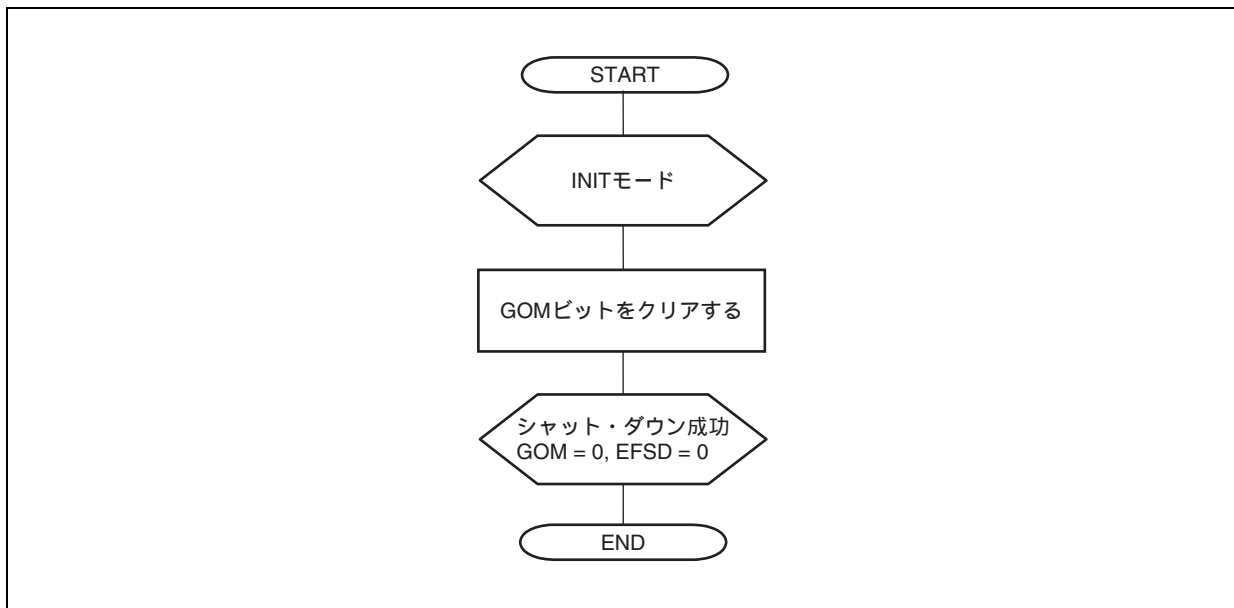 START
INITモード
GOMビットをクリアする
シャット・ダウン成功
GOM = 0, EFSD = 0
END